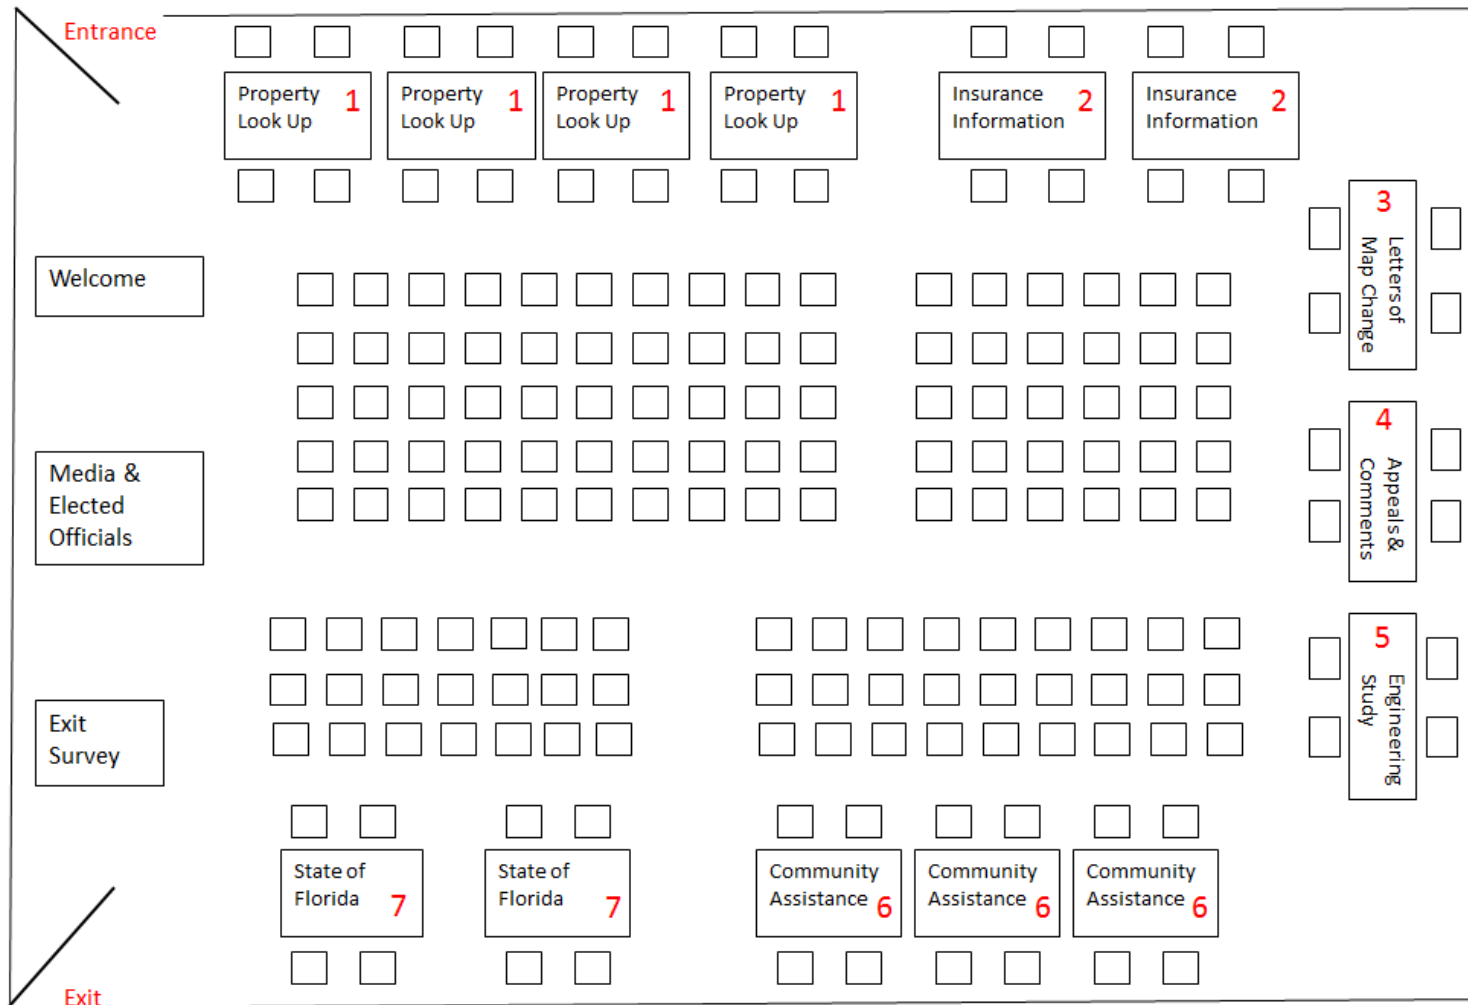 Entrance
Property 1
Look Up
Property 1
Look Up
Property 1
Look Up
Property 1
Look Up
Insurance 2
Information
Insurance 2
Information
3
Letters of
Map Change
Welcome
4
Appeals &
Comments
Media &
Elected
Officials
5
Engineering
Study
Exit
Survey
State of
Florida 7
State of
Florida 7
Community
Assistance 6
Community
Assistance 6
Community
Assistance 6
Exit